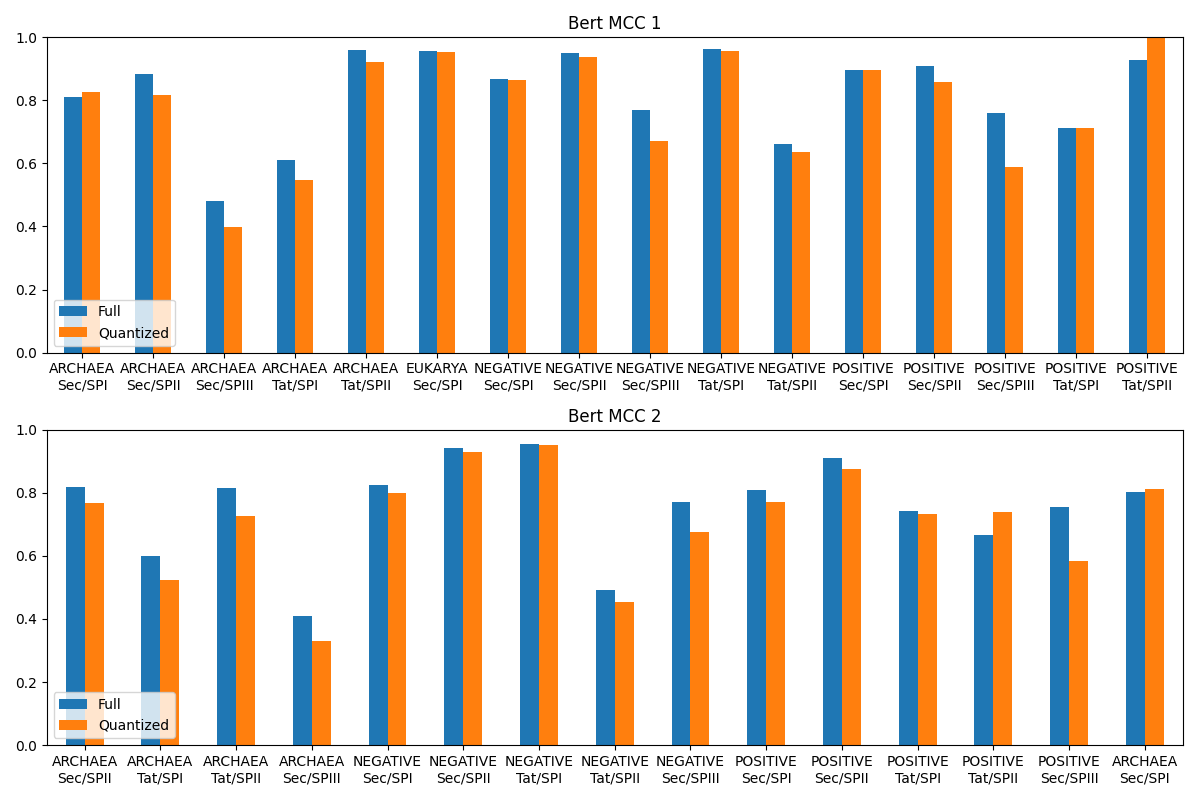 Bert MCC 1
1.0
0.8
0.6
0.4
0.2
0.0
Full
Quantized
ARCHAEA ARCHAEA ARCHAEA ARCHAEA ARCHAEA EUKARYA NEGATIVE NEGATIVE NEGATIVE NEGATIVE NEGATIVE POSITIVE POSITIVE POSITIVE POSITIVE POSITIVE
Sec/SPI Sec/SPII Sec/SPIII Tat/SPI Tat/SPII Sec/SPI Sec/SPI Sec/SPII Sec/SPIII Tat/SPI Tat/SPII Sec/SPI Sec/SPII Sec/SPIII Tat/SPI Tat/SPII
Bert MCC 2
1.0
0.8
0.6
0.4
0.2
0.0
Full
Quantized
ARCHAEA ARCHAEA ARCHAEA ARCHAEA NEGATIVE NEGATIVE NEGATIVE NEGATIVE NEGATIVE POSITIVE POSITIVE POSITIVE POSITIVE POSITIVE ARCHAEA
Sec/SPII Tat/SPI Tat/SPII Sec/SPIII Sec/SPI Sec/SPII Tat/SPI Tat/SPII Sec/SPIII Sec/SPI Sec/SPII Tat/SPI Tat/SPII Sec/SPIII Sec/SPI